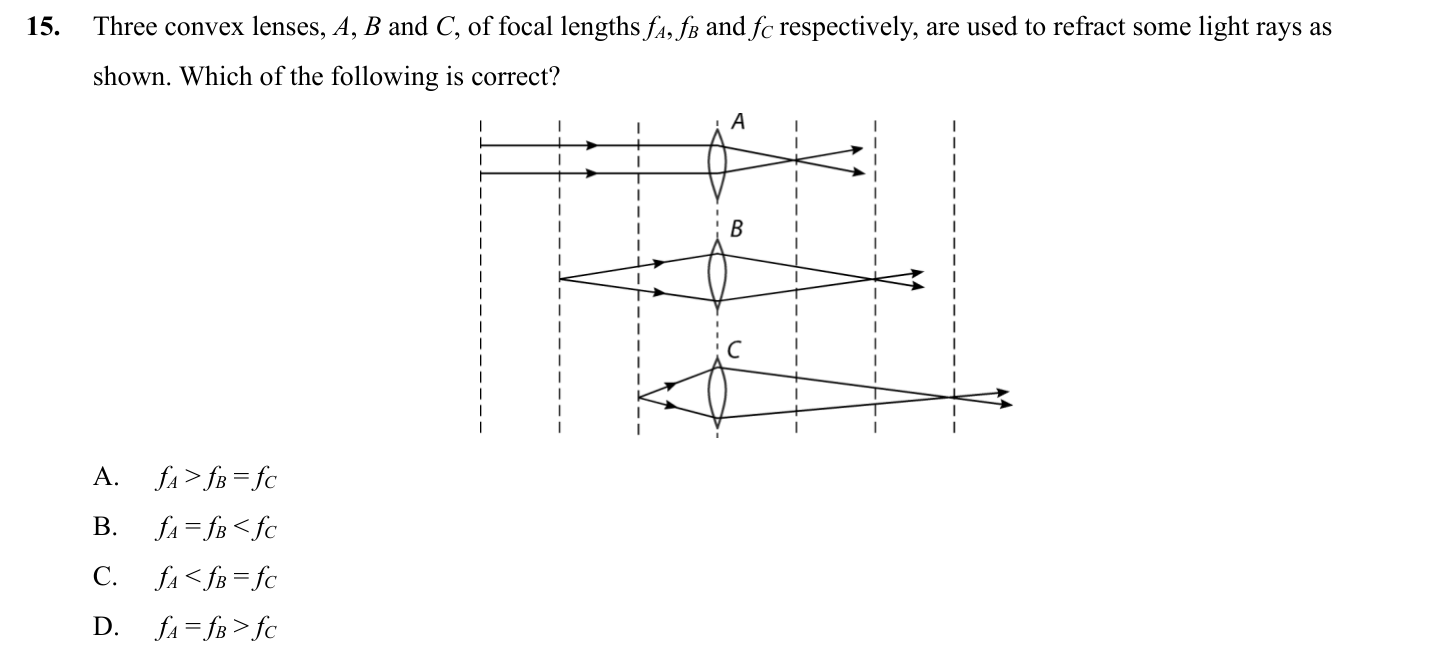 15. Three convex lenses, A, B and C, of focal lengths fA, fB and fC respectively, are used to refract some light rays as
shown. Which of the following is correct?
A
B
C
A. fA > fB = fC
B. fA = fB < fC
C. fA < fB = fC
D. fA = fB > fC